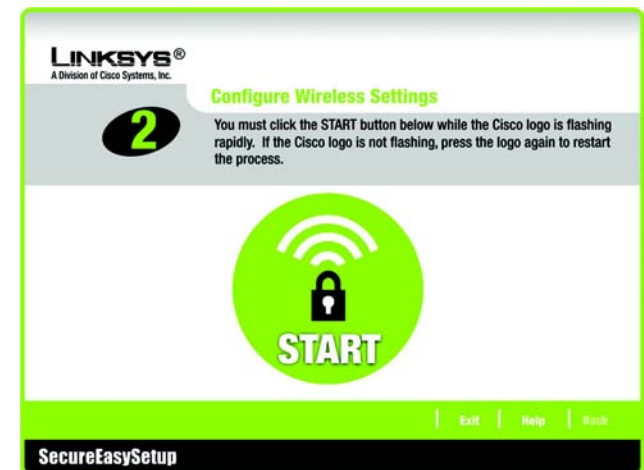 LINKSYS®
A Division of Cisco Systems, Inc.
Configure Wireless Settings
2
You must click the START button below while the Cisco logo is flashing
rapidly. If the Cisco logo is not flashing, press the logo again to restart
the process.
START
Exit | Help | Back
SecureEasySetup